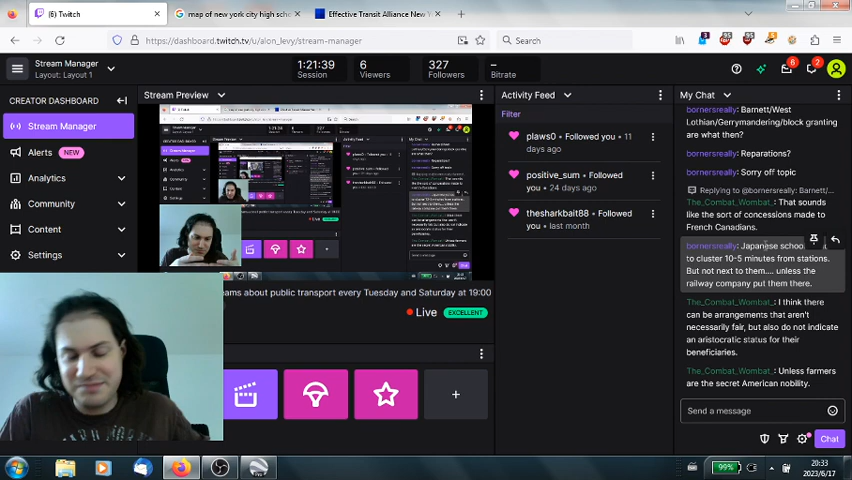 (6) Twitch
map of new york city high scho
Effective Transit Alliance New Y
https://dashboard.twitch.tv/u/alon_levy/stream-manager
Search
Stream Manager
Layout: Layout 1
1:21:39
Session
6
Viewers
327
Followers
–
Bitrate
6
2
CREATOR DASHBOARD
Stream Manager
Alerts NEW
Analytics
Community
Content
Settings
Stream Preview
eams about public transport every Tuesday and Saturday at 19:00
Live EXCELLENT
Activity Feed
Filter
plaws0 • Followed you • 11
days ago
positive_sum • Followed
you • 24 days ago
thesharkbait88 • Followed
you • last month
My Chat
bornersreally: Barnett/West
Lothian/Gerrymandering/block granting
are what then?
bornersreally: Reparations?
bornersreally: Sorry off topic
Replying to @bornersreally: Barnett/...
The_Combat_Wombat_: That sounds
like the sort of concessions made to
French Canadians.
bornersreally: Japanese schoo
to cluster 10-5 minutes from stations.
But not next to them.... unless the
railway company put them there.
The_Combat_Wombat_: I think there
can be arrangements that aren't
necessarily fair, but also do not indicate
an aristocratic status for their
beneficiaries.
The_Combat_Wombat_: Unless farmers
are the secret American nobility.
Send a message
Chat
99%
20:33
2023/6/17